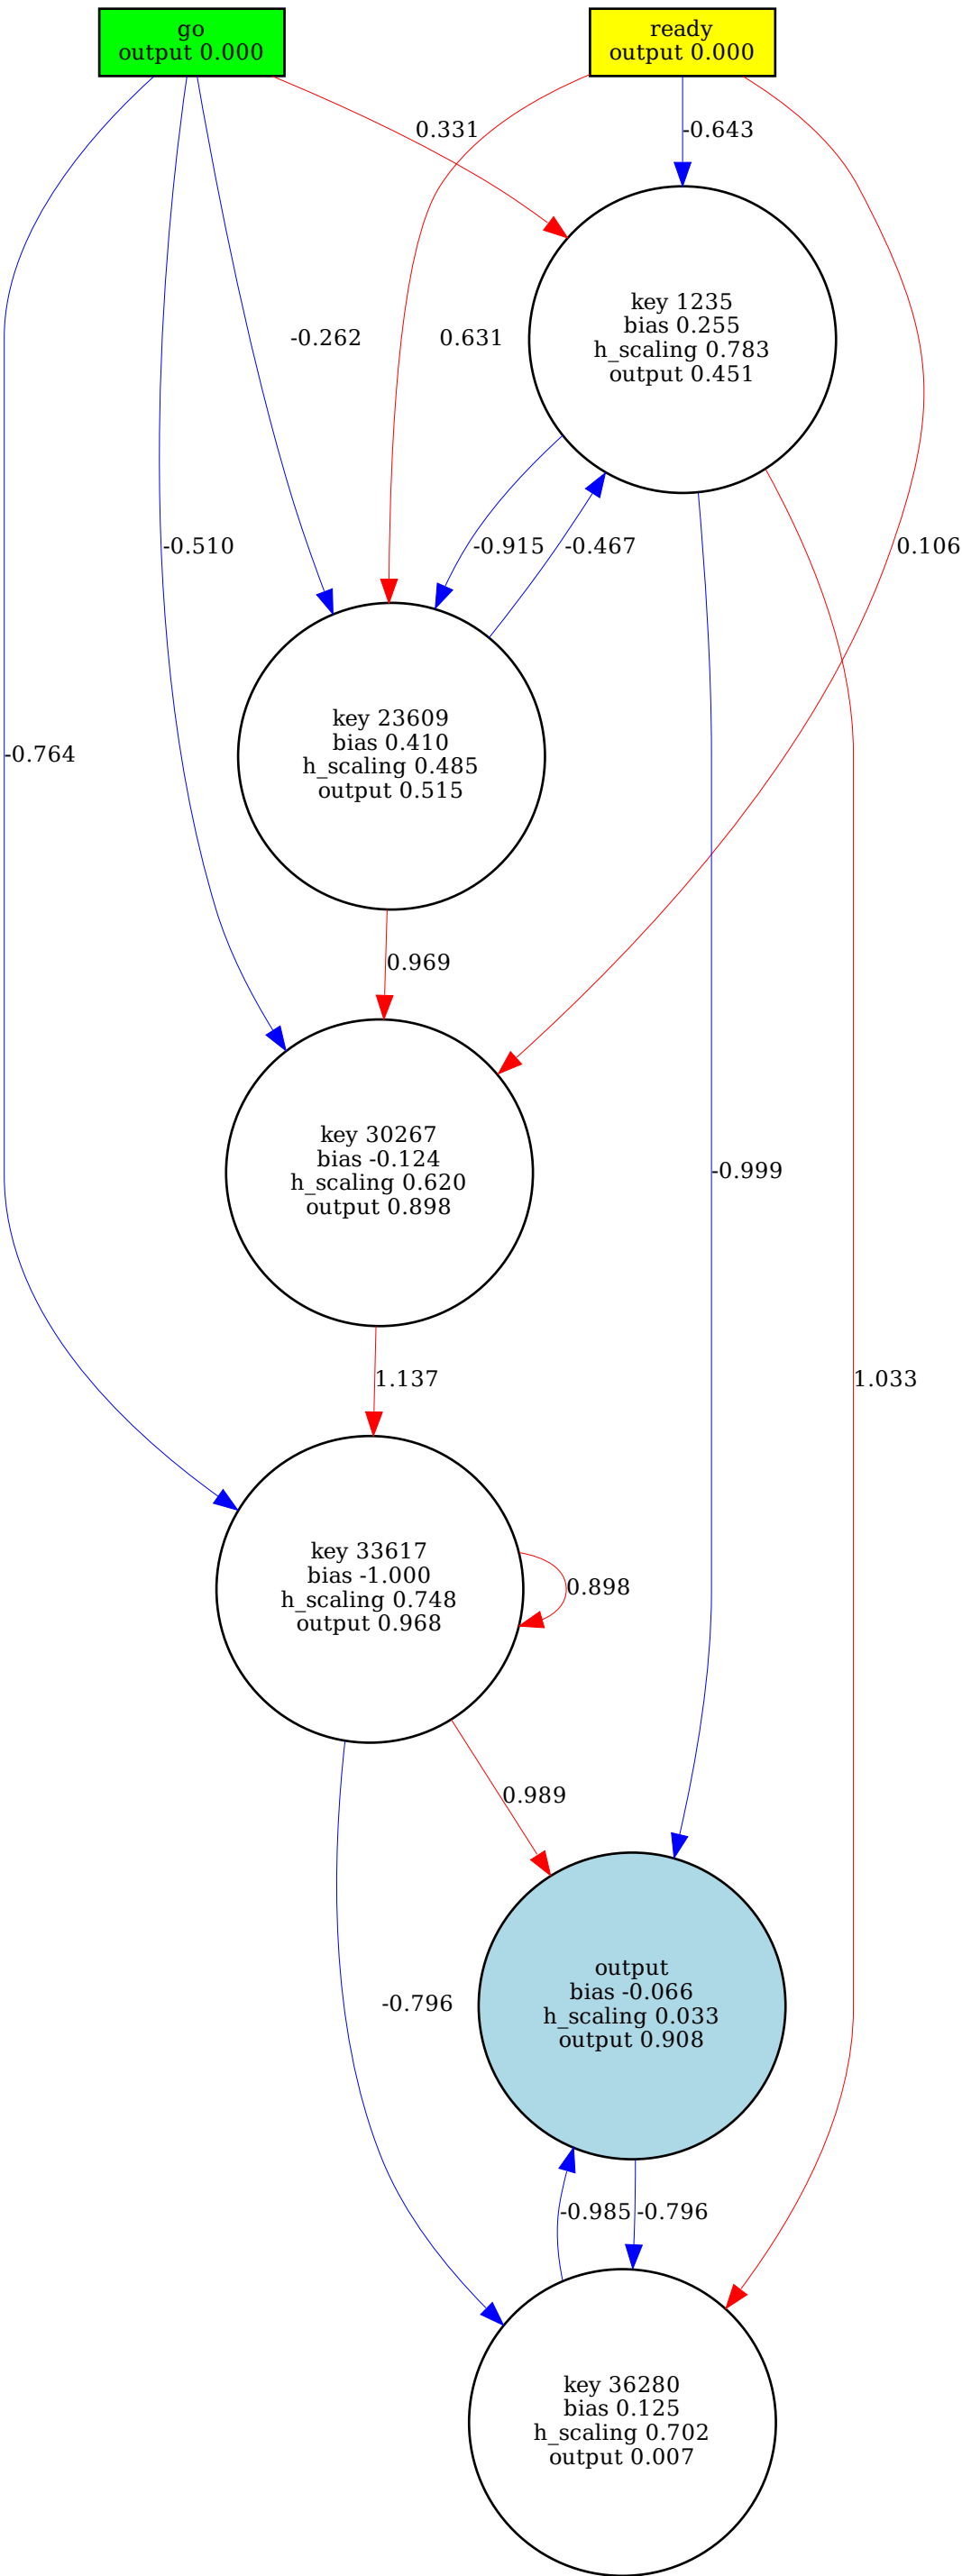 go
output 0.000
ready
output 0.000
0.331
-0.643
key 1235
bias 0.255
h_scaling 0.783
output 0.451
-0.262
0.631
-0.510
-0.915
-0.467
0.106
key 23609
bias 0.410
h_scaling 0.485
output 0.515
-0.764
0.969
key 30267
bias -0.124
h_scaling 0.620
output 0.898
-0.999
1.137
1.033
key 33617
bias -1.000
h_scaling 0.748
output 0.968
0.898
0.989
output
bias -0.066
h_scaling 0.033
output 0.908
-0.796
-0.985
-0.796
key 36280
bias 0.125
h_scaling 0.702
output 0.007